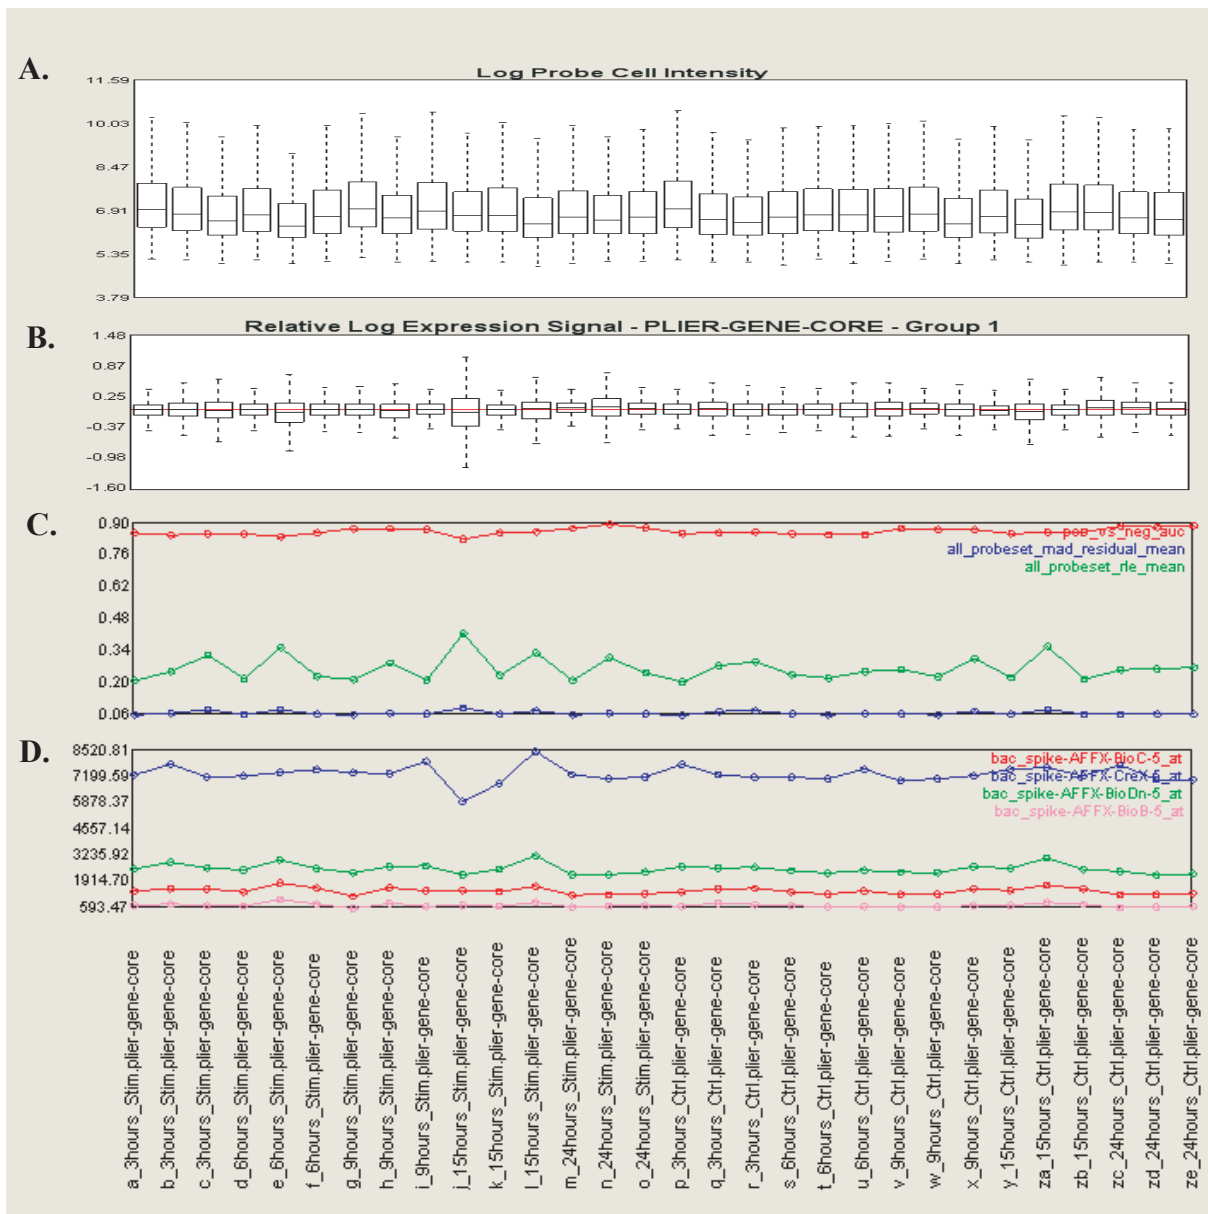 A.
Log Probe Cell Intensity
11.59
10.03
8.47
6.91
5.35
3.79
B.
Relative Log Expression Signal - PLIER-GENE-CORE - Group 1
1.48
0.87
0.25
-0.37
-0.98
-1.60
C.
0.90
0.76
0.62
0.48
0.34
0.20
0.06
pos_vs_neg_auc
all_probeset_mad_residual_mean
all_probeset_rle_mean
D.
8520.81
7199.59
5878.37
4557.14
3235.92
1914.70
593.47
bac_spike-AFFX-BioC-5_at
bac_spike-AFFX-CreX-5_at
bac_spike-AFFX-BioDn-5_at
bac_spike-AFFX-BioB-5_at
a_3hours_Stim.plier-gene-core
b_3hours_Stim.plier-gene-core
c_3hours_Stim.plier-gene-core
d_6hours_Stim.plier-gene-core
e_6hours_Stim.plier-gene-core
f_6hours_Stim.plier-gene-core
g_9hours_Stim.plier-gene-core
h_9hours_Stim.plier-gene-core
i_9hours_Stim.plier-gene-core
j_15hours_Stim.plier-gene-core
k_15hours_Stim.plier-gene-core
l_15hours_Stim.plier-gene-core
m_24hours_Stim.plier-gene-core
n_24hours_Stim.plier-gene-core
o_24hours_Stim.plier-gene-core
p_3hours_Ctrl.plier-gene-core
q_3hours_Ctrl.plier-gene-core
r_3hours_Ctrl.plier-gene-core
s_6hours_Ctrl.plier-gene-core
t_6hours_Ctrl.plier-gene-core
u_6hours_Ctrl.plier-gene-core
v_9hours_Ctrl.plier-gene-core
w_9hours_Ctrl.plier-gene-core
x_9hours_Ctrl.plier-gene-core
y_15hours_Ctrl.plier-gene-core
za_15hours_Ctrl.plier-gene-core
zb_15hours_Ctrl.plier-gene-core
zc_24hours_Ctrl.plier-gene-core
zd_24hours_Ctrl.plier-gene-core
ze_24hours_Ctrl.plier-gene-core